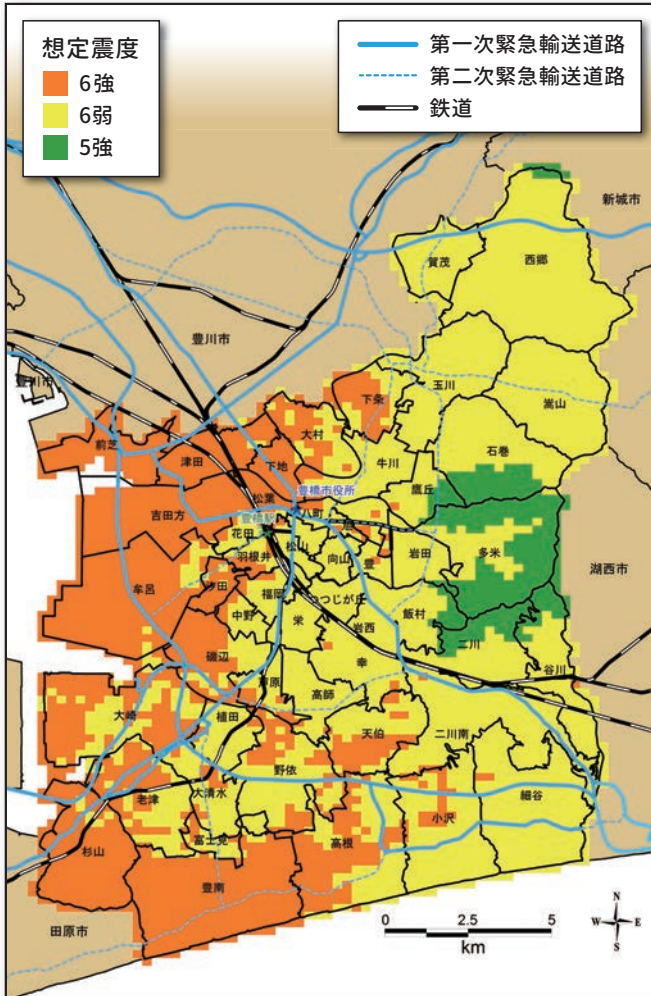 想定震度
6強
6弱
5強
第一次緊急輸送道路
第二次緊急輸送道路
鉄道
新城市
賀茂
西郷
豊川市
豊川市
玉川
嵩山
下条
大村
石巻
前芝
津田
下地
牛川
鷹丘
松葉
豊橋市役所
八町
吉田方
豊橋駅
花田
松山
向山
豊
岩田
多米
羽根井
湖西市
牟呂
福岡
つつじが丘
飯村
中野
栄
岩西
二川
磯辺
幸
谷川
高師
大崎
植田
天伯
二川南
野依
老津
大清水
細谷
小沢
富士見
高根
杉山
豊南
田原市
0 2.5 5
km
N
W E
S